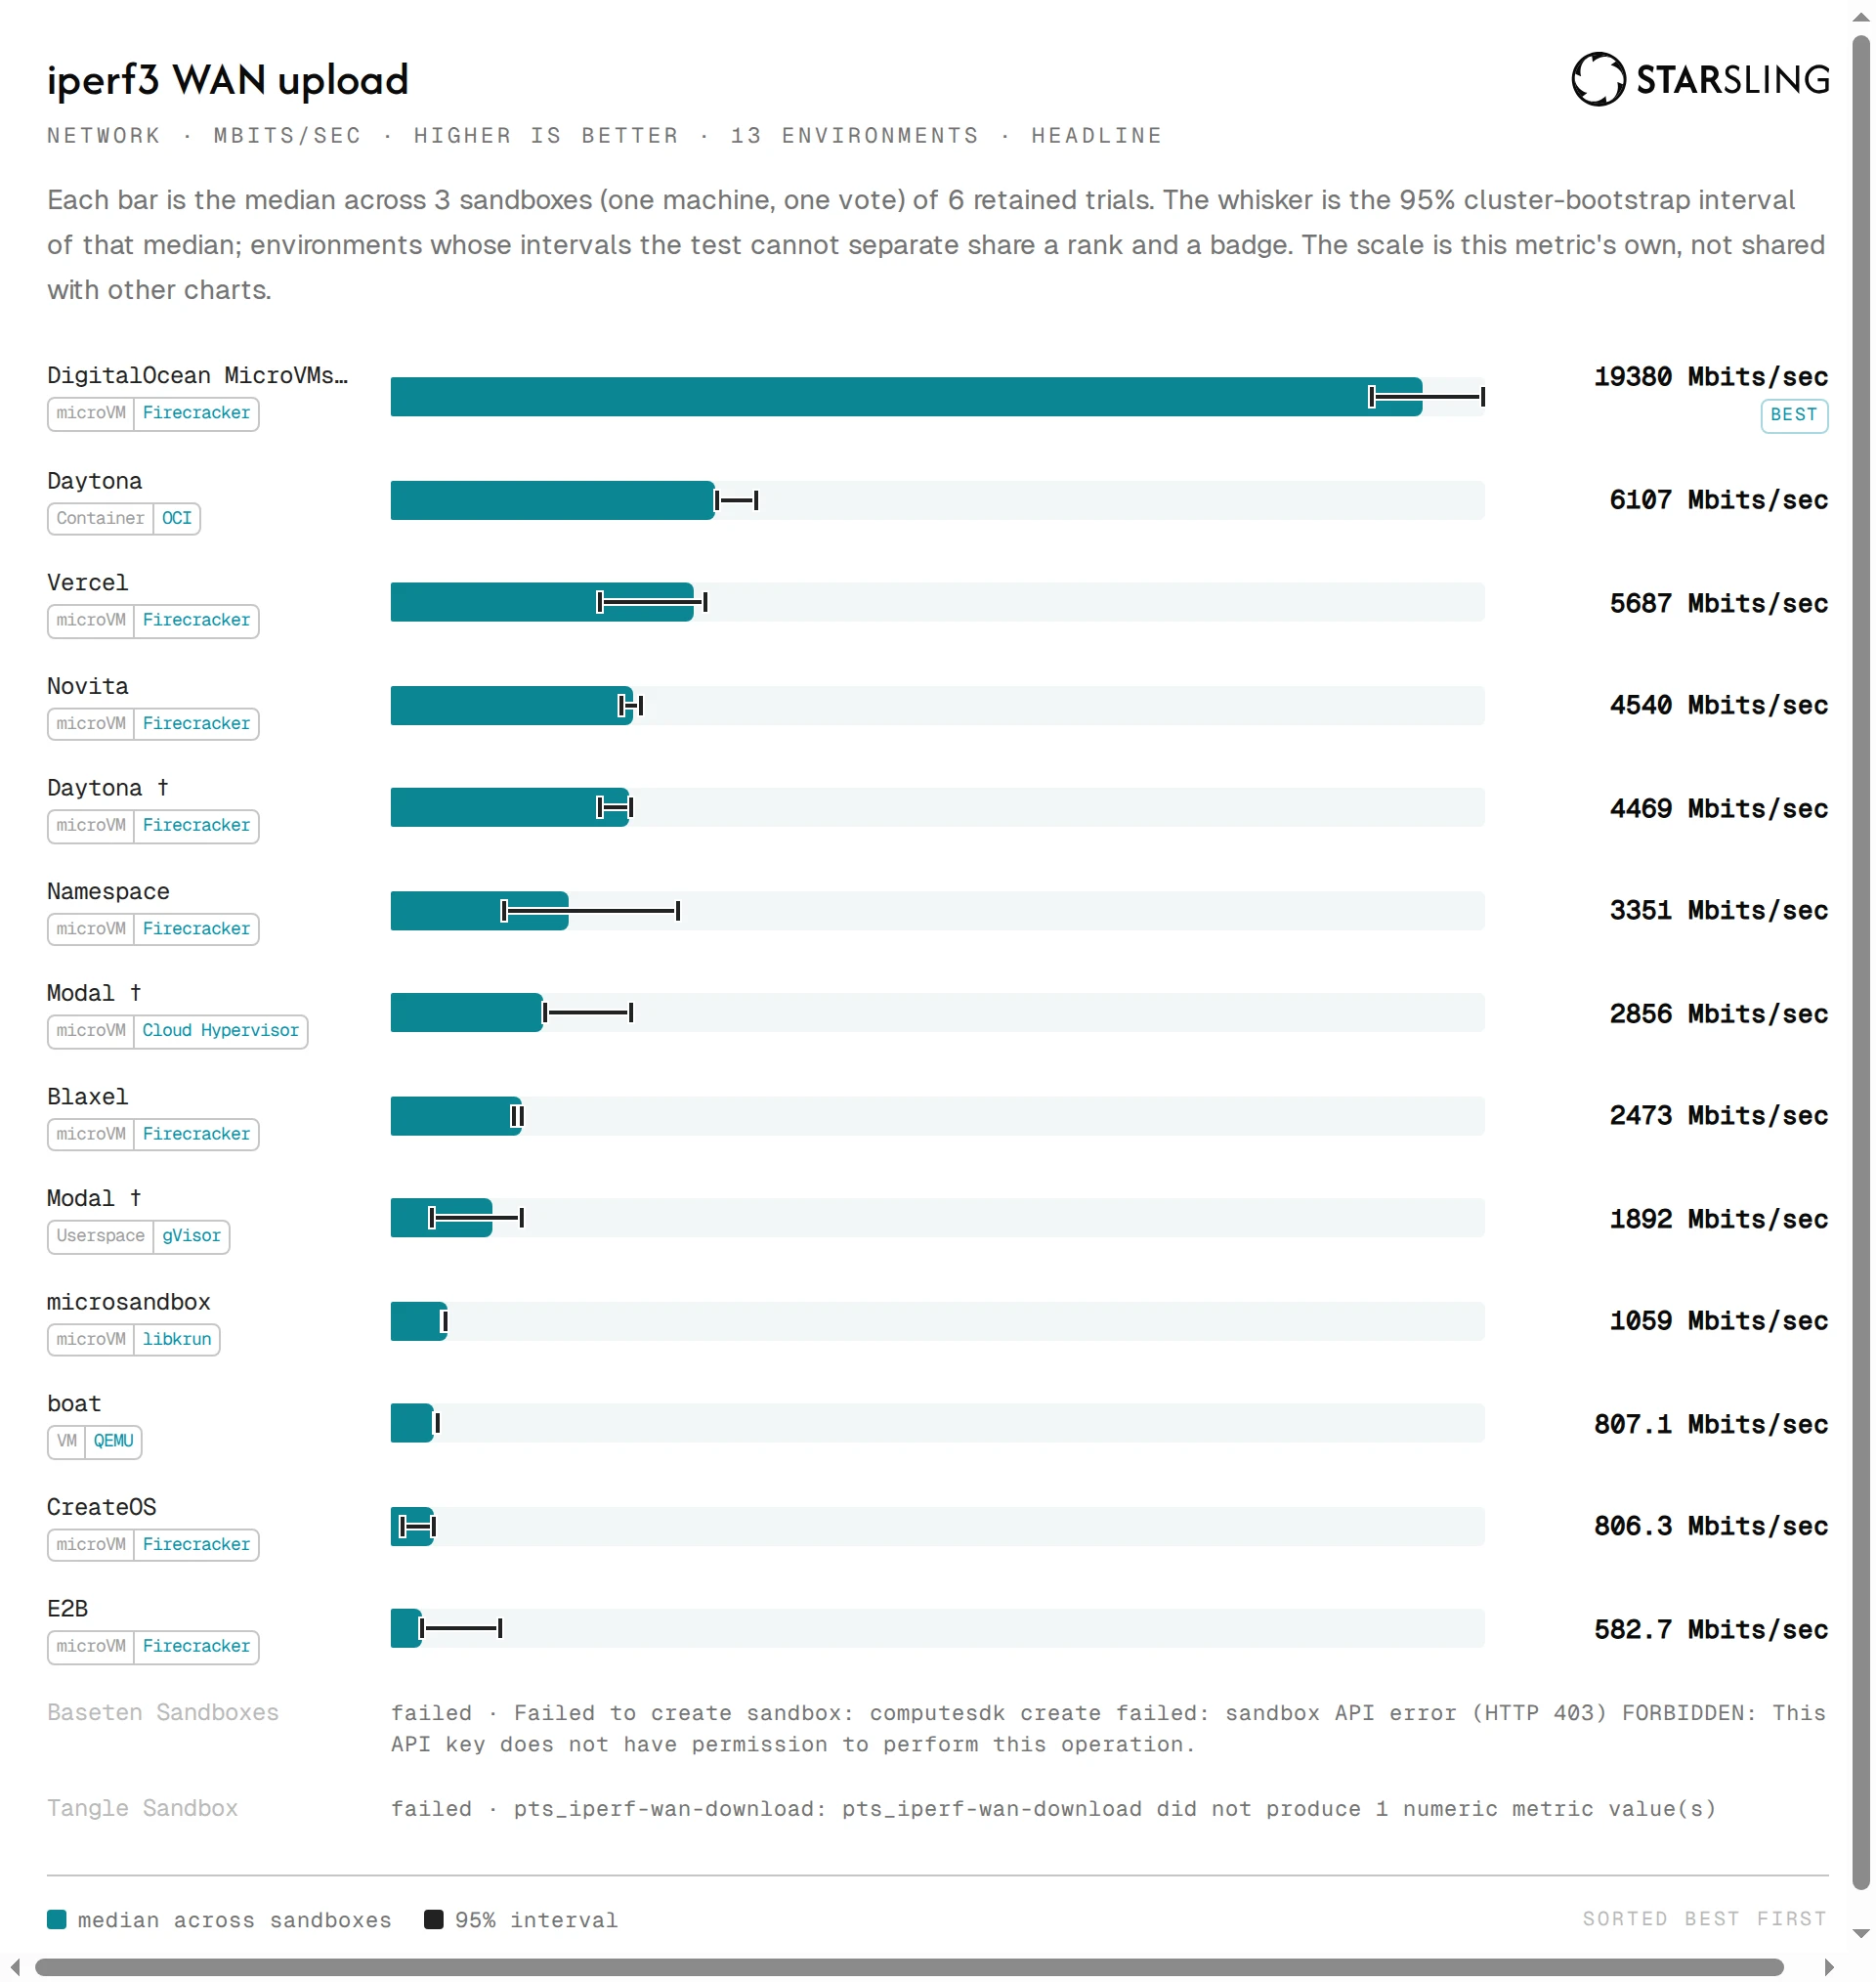 iperf3 WAN upload
STARSLING
NETWORK · MBITS/SEC · HIGHER IS BETTER · 13 ENVIRONMENTS · HEADLINE
Each bar is the median across 3 sandboxes (one machine, one vote) of 6 retained trials. The whisker is the 95% cluster-bootstrap interval
of that median; environments whose intervals the test cannot separate share a rank and a badge. The scale is this metric's own, not shared
with other charts.
DigitalOcean MicroVMs…
19380 Mbits/sec
microVM Firecracker
BEST
Daytona
6107 Mbits/sec
Container OCI
Vercel
5687 Mbits/sec
microVM Firecracker
Novita
4540 Mbits/sec
microVM Firecracker
Daytona †
4469 Mbits/sec
microVM Firecracker
Namespace
3351 Mbits/sec
microVM Firecracker
Modal †
2856 Mbits/sec
microVM Cloud Hypervisor
Blaxel
2473 Mbits/sec
microVM Firecracker
Modal †
1892 Mbits/sec
Userspace gVisor
microsandbox
1059 Mbits/sec
microVM libkrun
boat
807.1 Mbits/sec
VM QEMU
CreateOS
806.3 Mbits/sec
microVM Firecracker
E2B
582.7 Mbits/sec
microVM Firecracker
Baseten Sandboxes
failed · Failed to create sandbox: computesdk create failed: sandbox API error (HTTP 403) FORBIDDEN: This
API key does not have permission to perform this operation.
Tangle Sandbox
failed · pts_iperf-wan-download: pts_iperf-wan-download did not produce 1 numeric metric value(s)
median across sandboxes
95% interval
SORTED BEST FIRST